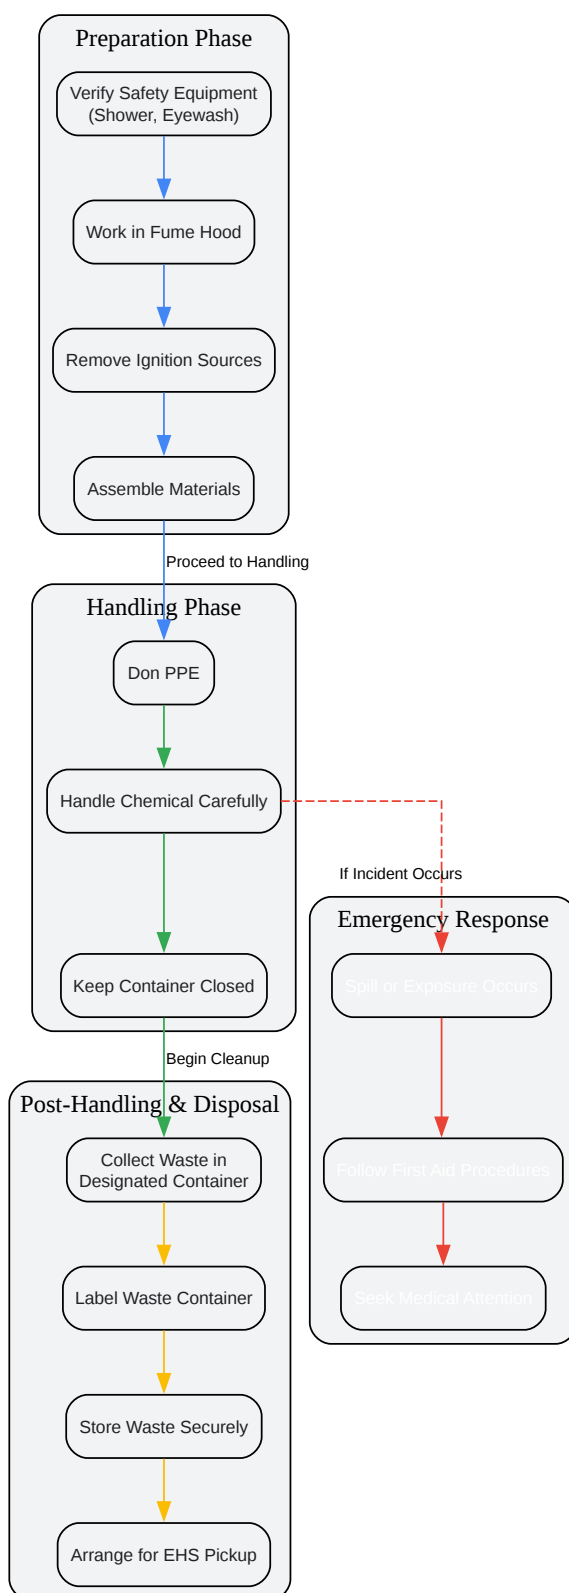 Preparation Phase
Verify Safety Equipment
(Shower, Eyewash)
Work in Fume Hood
Remove Ignition Sources
Assemble Materials
Proceed to Handling
Handling Phase
Don PPE
Handle Chemical Carefully
Keep Container Closed
If Incident Occurs
Emergency Response
Spill or Exposure Occurs
Follow First Aid Procedures
Seek Medical Attention
Begin Cleanup
Post-Handling & Disposal
Collect Waste in
Designated Container
Label Waste Container
Store Waste Securely
Arrange for EHS Pickup